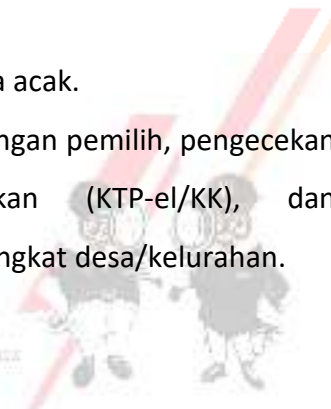 a acak.
ngan pemilih, pengecekan
kan (KTP-el/KK), dan
ngkat desa/kelurahan.